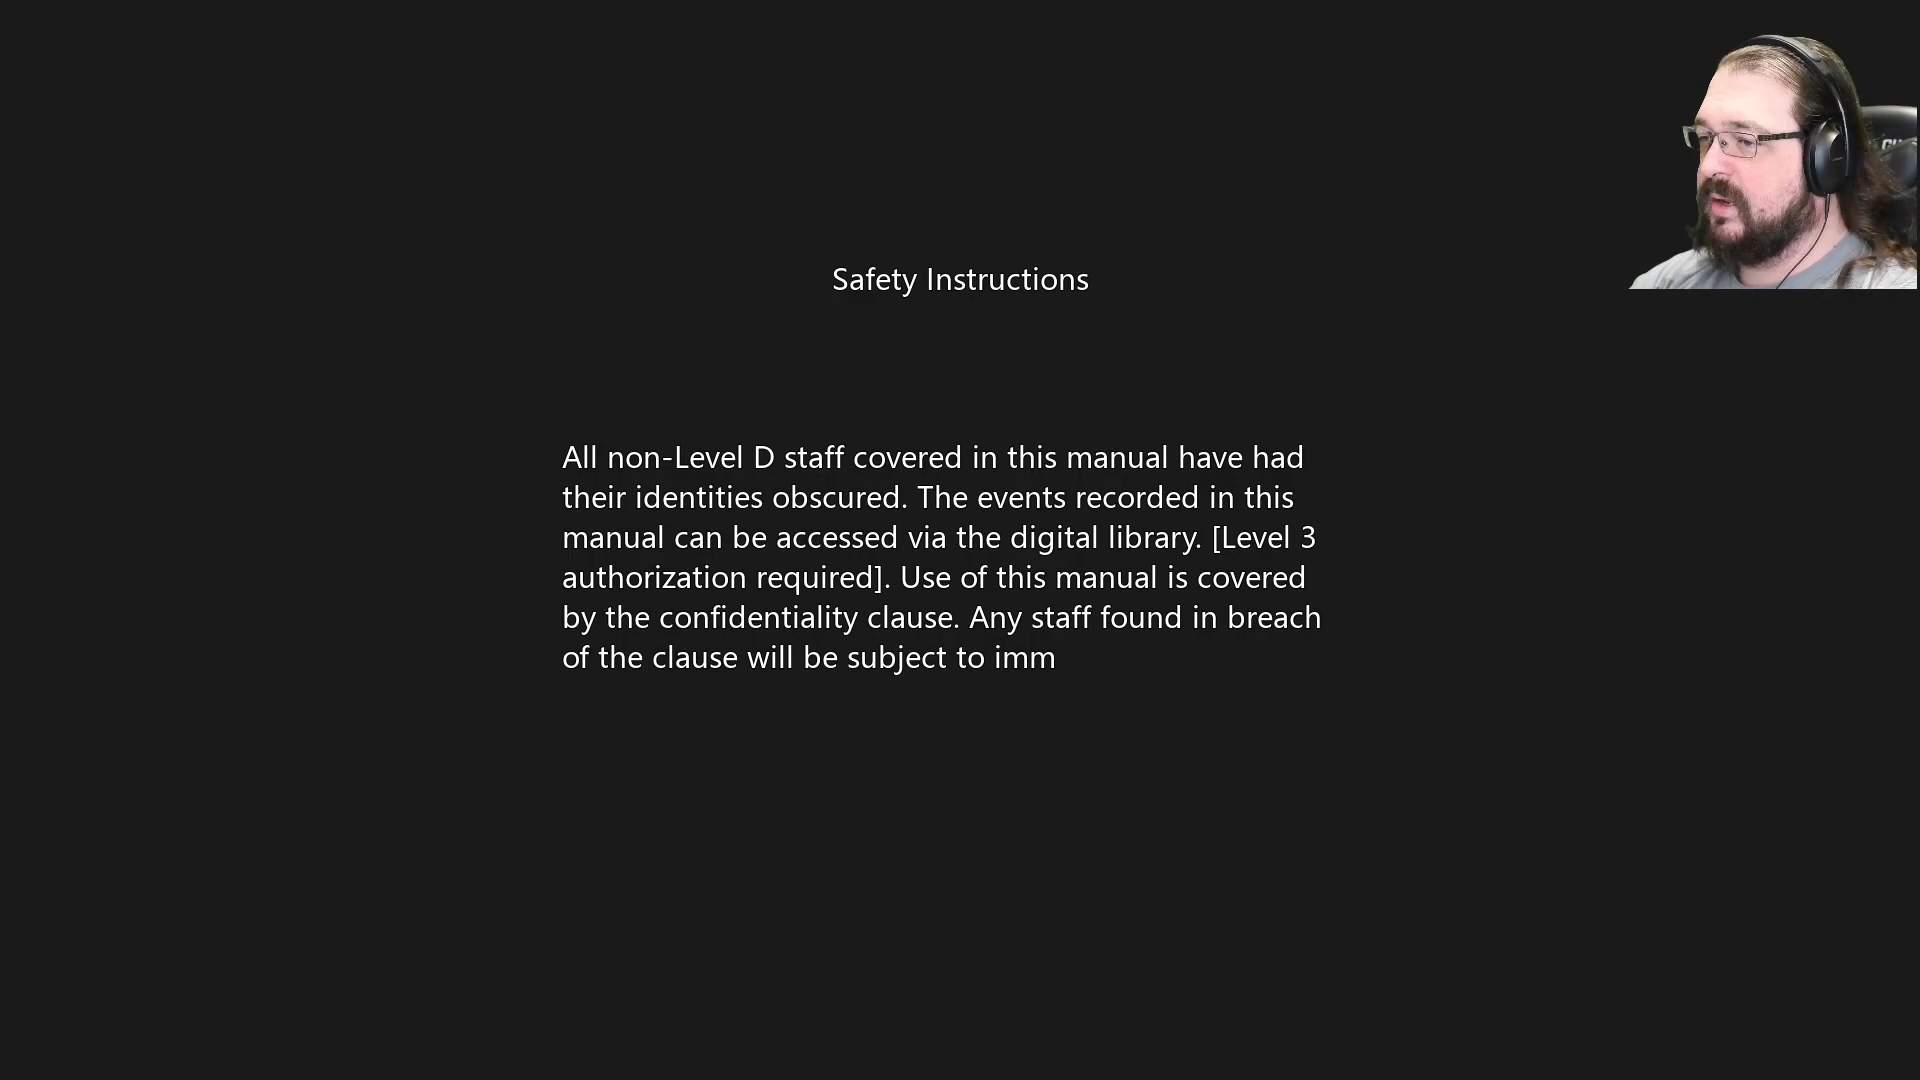 Safety Instructions
All non-Level D staff covered in this manual have had
their identities obscured. The events recorded in this
manual can be accessed via the digital library. [Level 3
authorization required]. Use of this manual is covered
by the confidentiality clause. Any staff found in breach
of the clause will be subject to imm